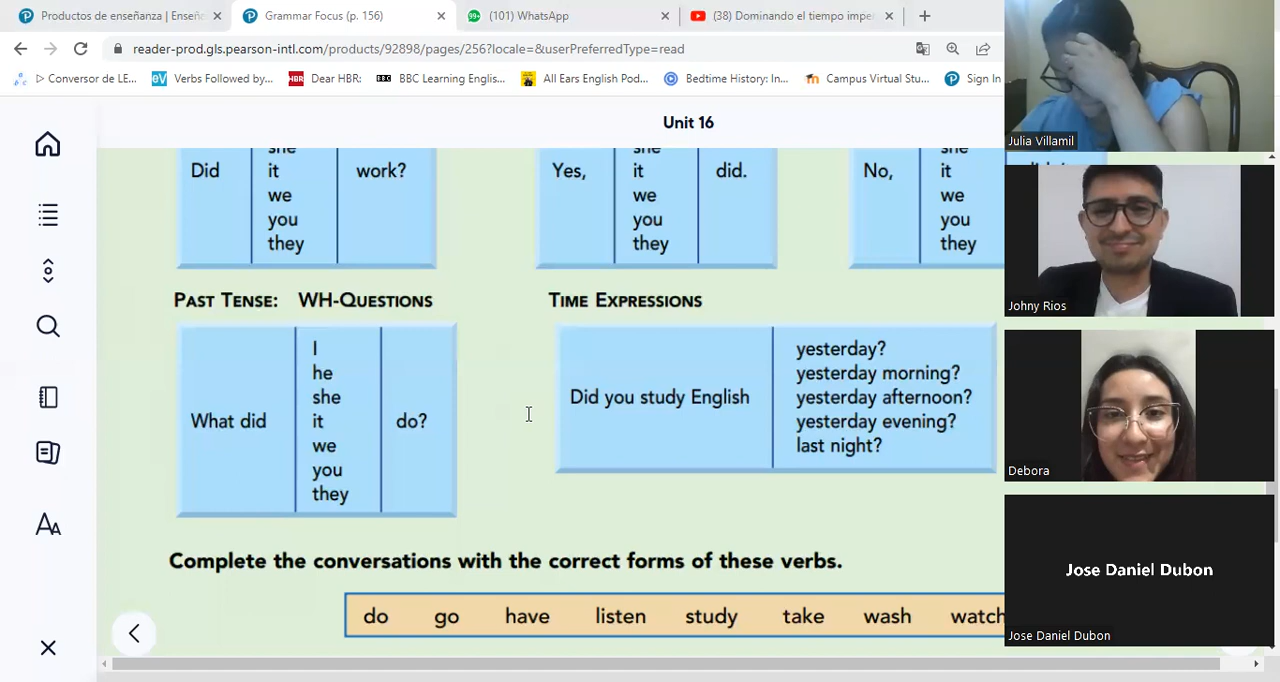 Productos de enseñanza | Enseñ
Grammar Focus (p. 156)
(101) WhatsApp
(38) Dominando el tiempo impe
reader-prod.gls.pearson-intl.com/products/92898/pages/256?locale=&userPreferredType=read
▷ Conversor de LE...
Verbs Followed by...
Dear HBR:
BBC Learning Englis...
All Ears English Pod...
Bedtime History: In...
Campus Virtual Stu...
Sign In
Unit 16
she
Did it work?
we
you
they
she
Yes, it did.
we
you
they
she
No, it
we
you
they
PAST TENSE: WH-QUESTIONS
What did
I
he
she
it
we
you
they
do?
TIME EXPRESSIONS
Did you study English
yesterday?
yesterday morning?
yesterday afternoon?
yesterday evening?
last night?
Complete the conversations with the correct forms of these verbs.
do go have listen study take wash watch
Julia Villamil
Johny Rios
Debora
Jose Daniel Dubon
Jose Daniel Dubon